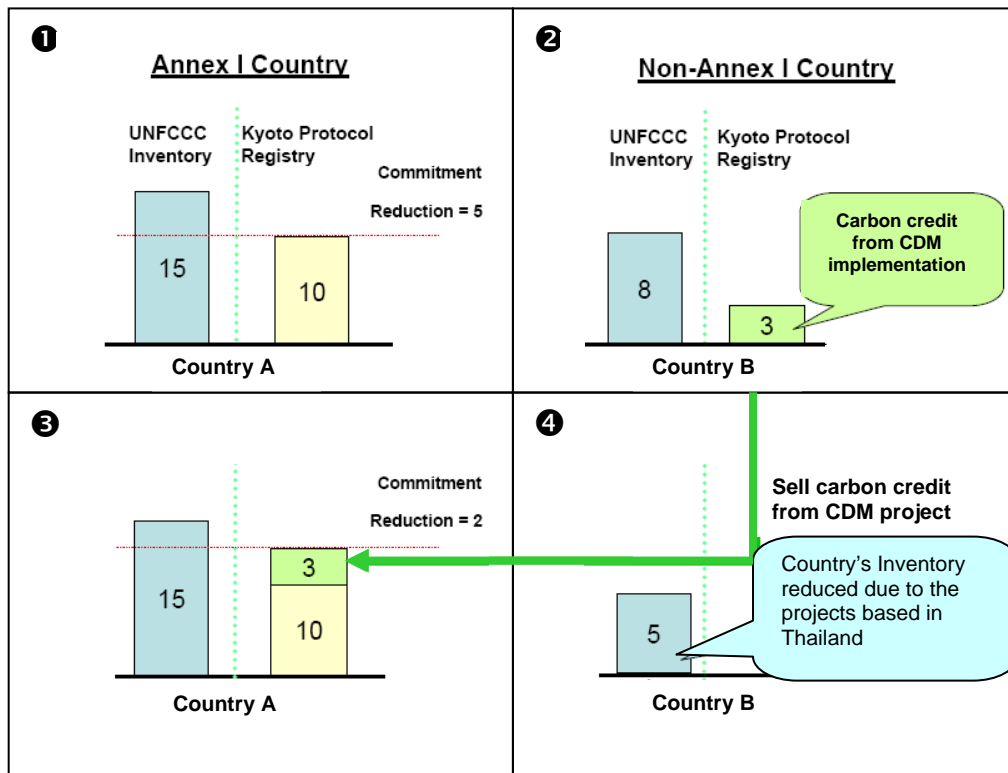 ❶
Annex I Country
UNFCCC
Inventory
Kyoto Protocol
Registry
Commitment
Reduction = 5
15
10
Country A
❷
Non-Annex I Country
UNFCCC
Inventory
Kyoto Protocol
Registry
Carbon credit
from CDM
implementation
8
3
Country B
❸
Commitment
Reduction = 2
15
3
10
Country A
❹
Sell carbon credit
from CDM project
Country's Inventory
reduced due to the
projects based in
Thailand
5
Country B